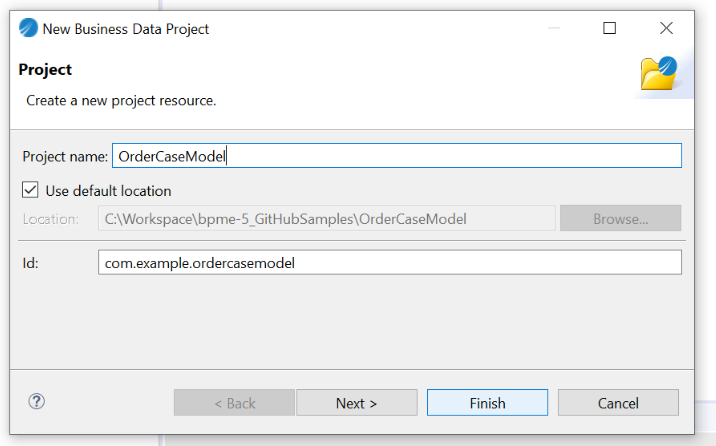 New Business Data Project
Project
Create a new project resource.
Project name: OrderCaseModel
Use default location
Location: C:\Workspace\bpme-5_GitHubSamples\OrderCaseModel Browse...
Id: com.example.ordercasemodel
? < Back Next > Finish Cancel